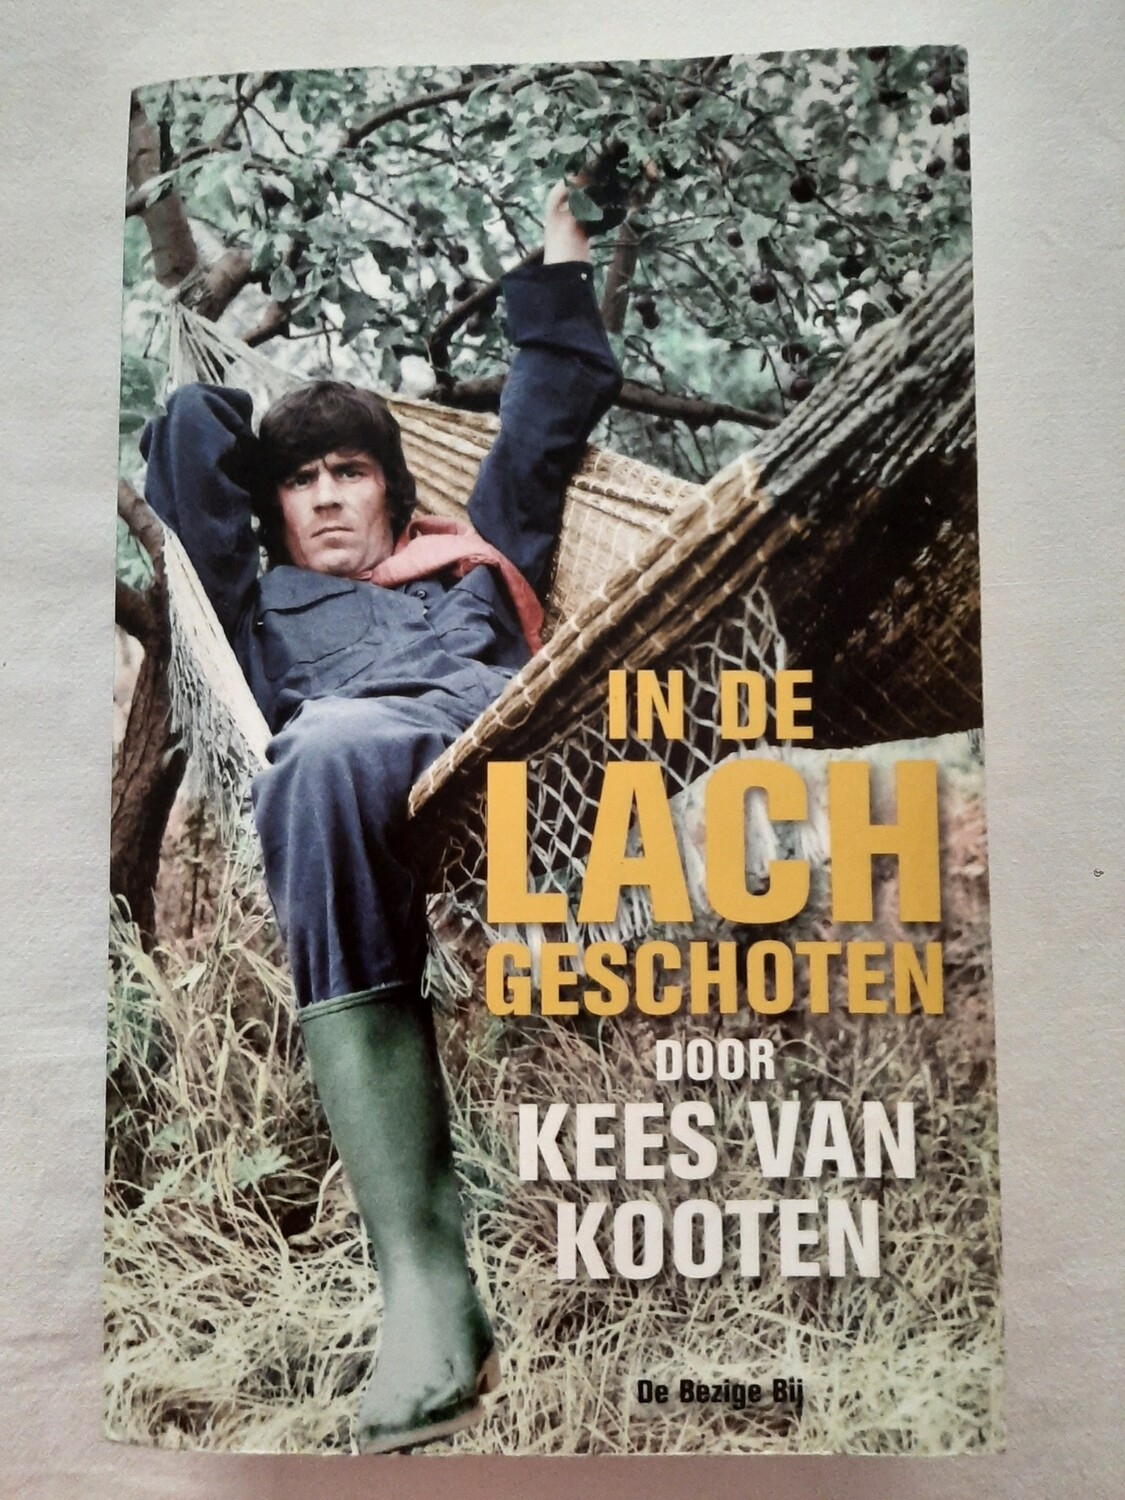 IN DE
LACH
GESCHOTEN
DOOR
KEES VAN
KOOTEN
De Bezige Bij